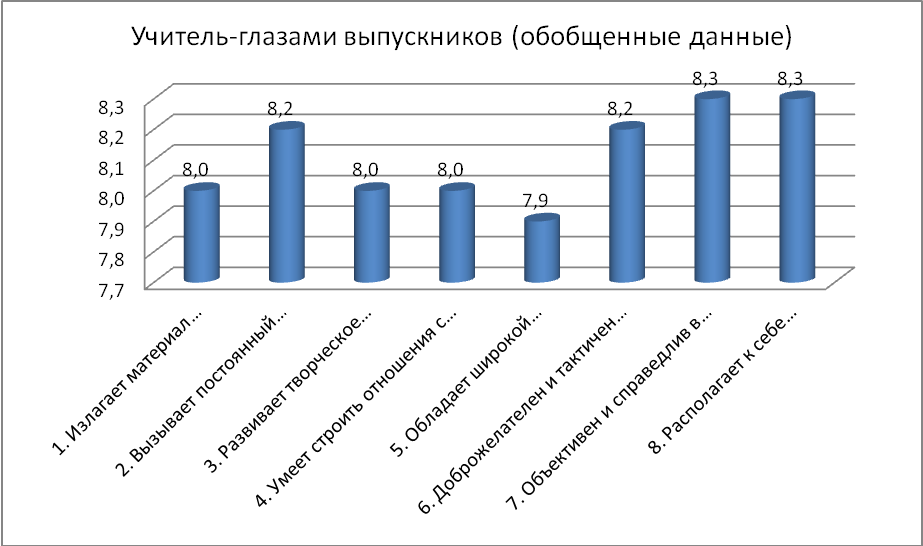 Учитель-глазами выпускников (обобщенные данные)
8,3
8,2
8,1
8,0
7,9
7,8
7,7
8,0
8,2
8,0
8,0
7,9
8,2
8,3
8,3
1. Излагает материал...
2. Вызывает постоянный...
3. Развивает творческое...
4. Умеет строить отношения с...
5. Обладает широкой...
6. Доброжелателен и тактичен...
7. Объективен и справедлив в...
8. Располагает к себе...